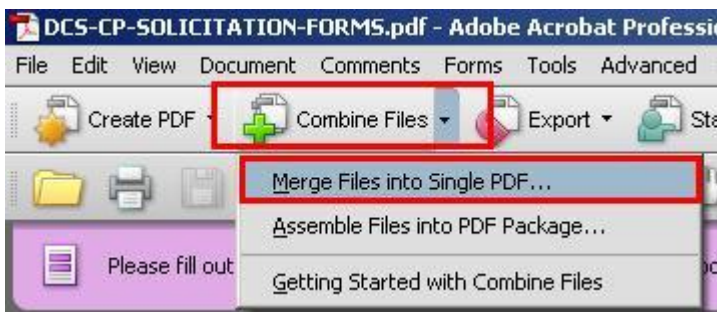 DCS-CP-SOLICITATION-FORMS.pdf - Adobe Acrobat Professi
File Edit View Document Comments Forms Tools Advanced
Create PDF Combine Files Export Sta
Merge Files into Single PDF...
Assemble Files into PDF Package...
Please fill out
Getting Started with Combine Files